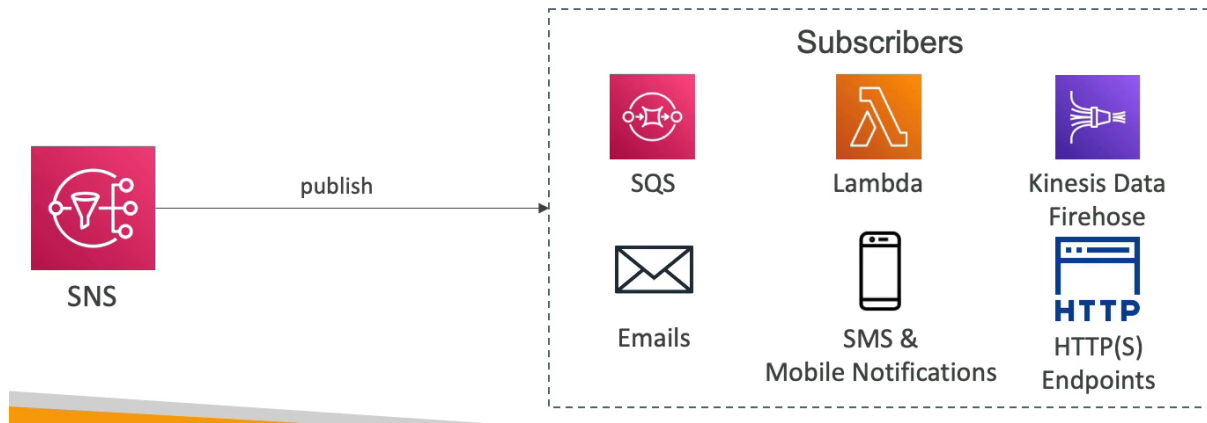 Subscribers
SQS
Lambda
Kinesis Data
Firehose
publish
SNS
Emails
SMS &
Mobile Notifications
HTTP
HTTP(S)
Endpoints